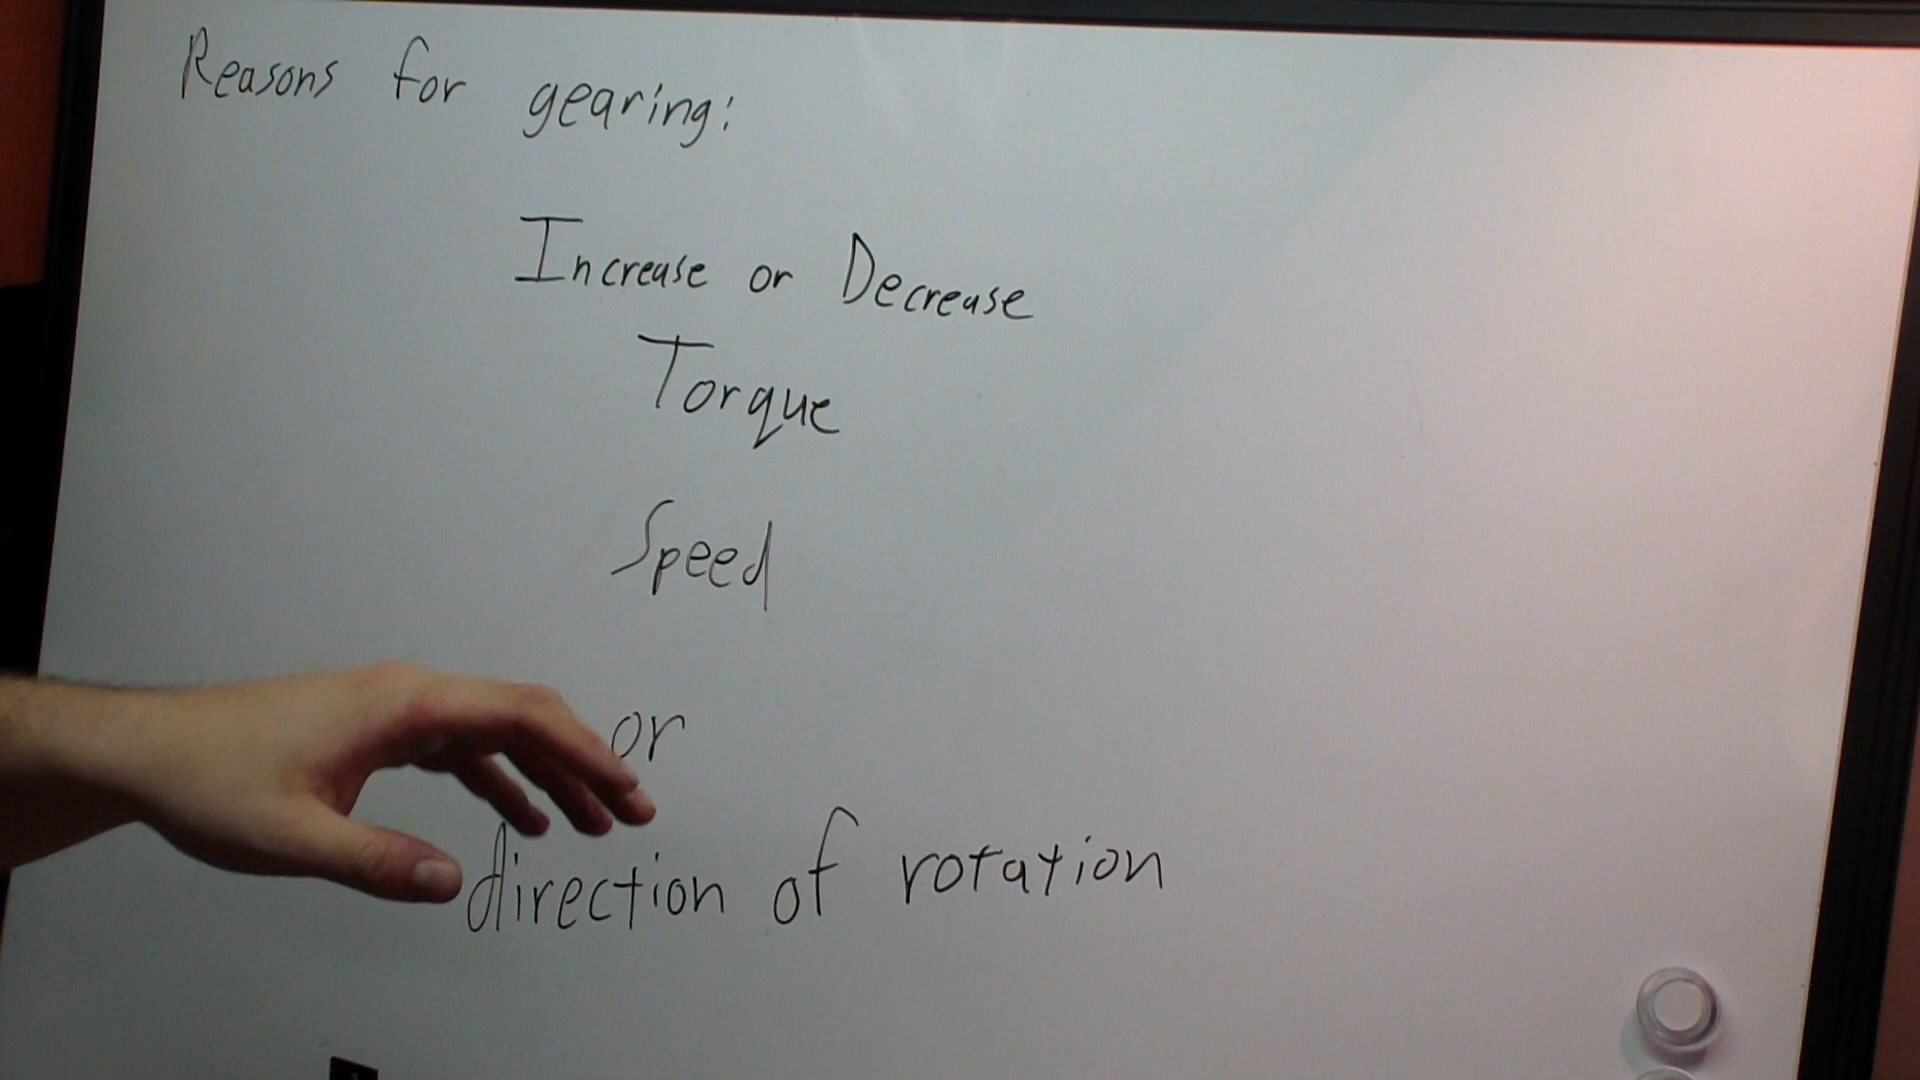 Reasons for gearing:
Increase or Decrease
Torque
Speed
or
direction of rotation